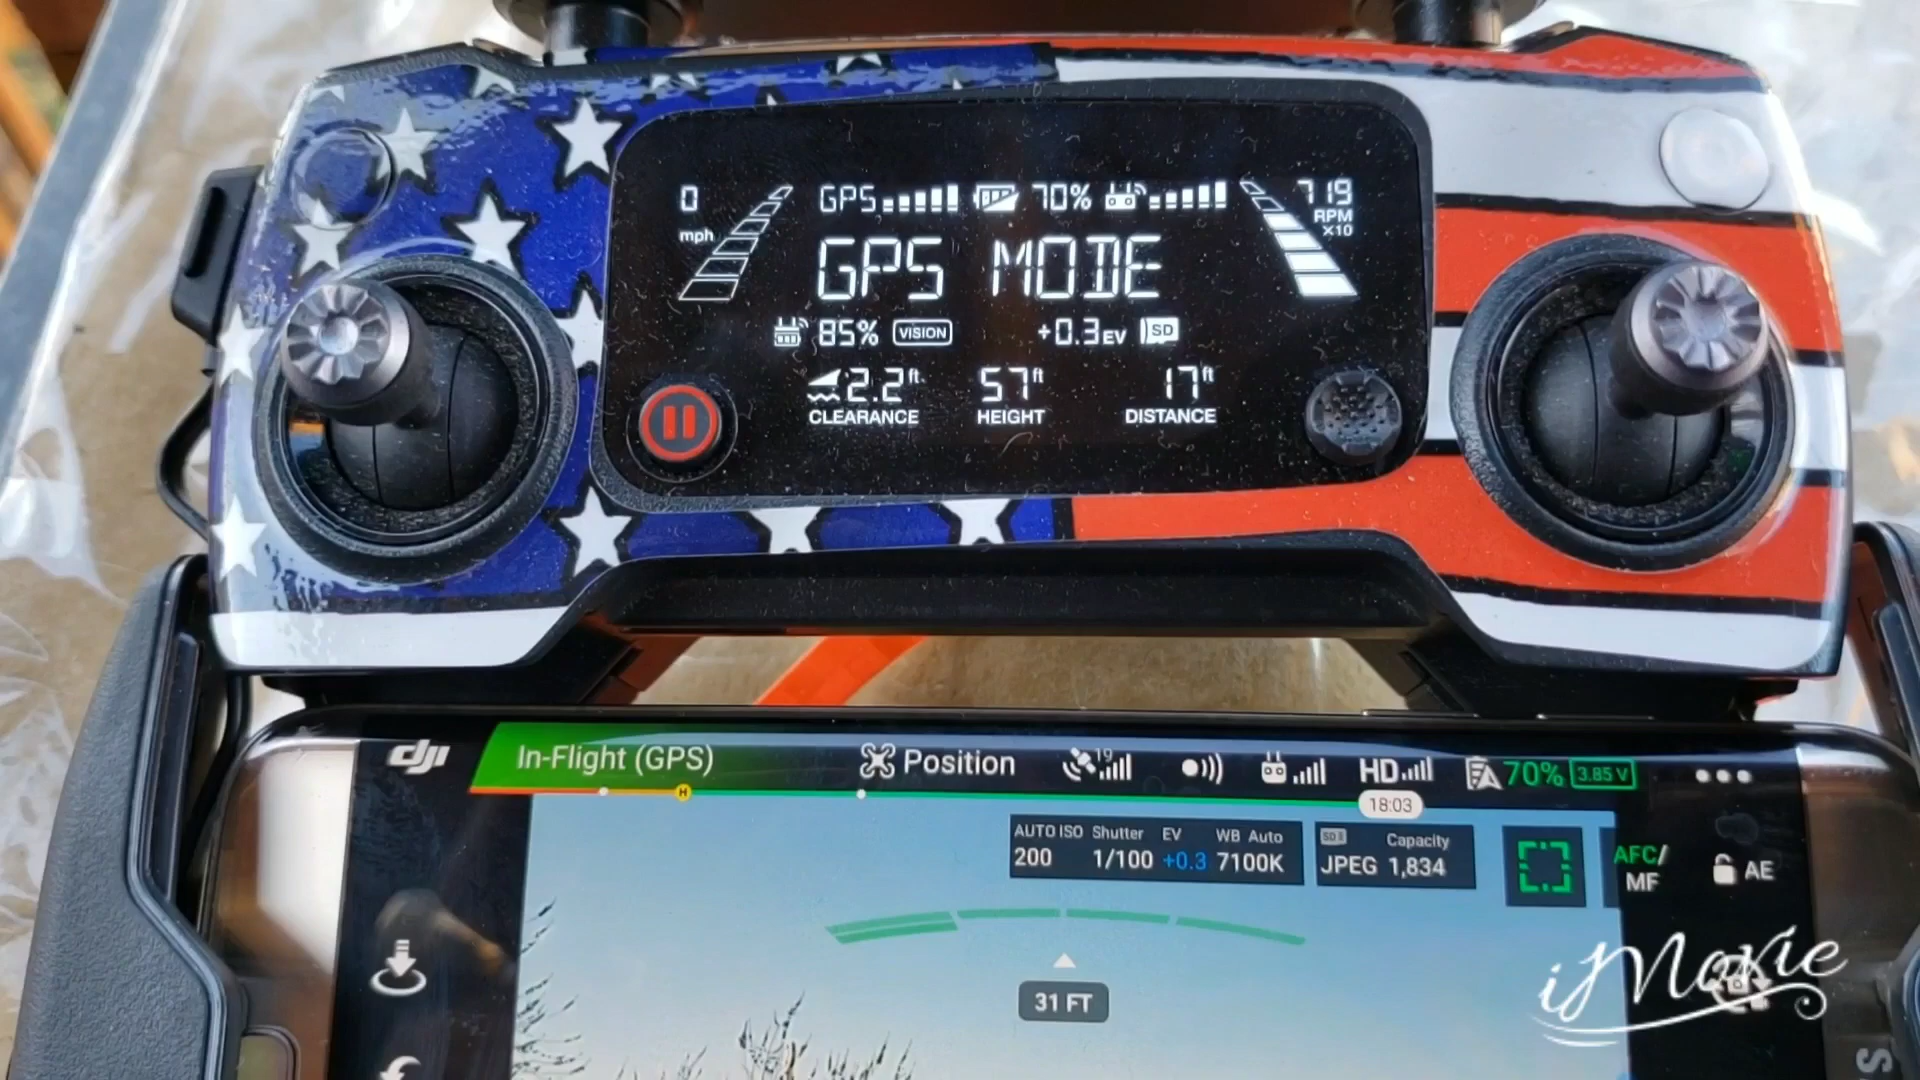 0 GPS 70% 719
mph RPM
X10
GPS MODE
85% VISION +0.3EV SD
2.2ft 57ft 17ft
CLEARANCE HEIGHT DISTANCE
dji In-Flight (GPS) Position 19 HD 70% 3.85 V
H 18:03
AUTO ISO Shutter EV WB Auto
200 1/100 +0.3 7100K
SD Capacity
JPEG 1,834
AFC/
MF
AE
31 FT
iMovie
S